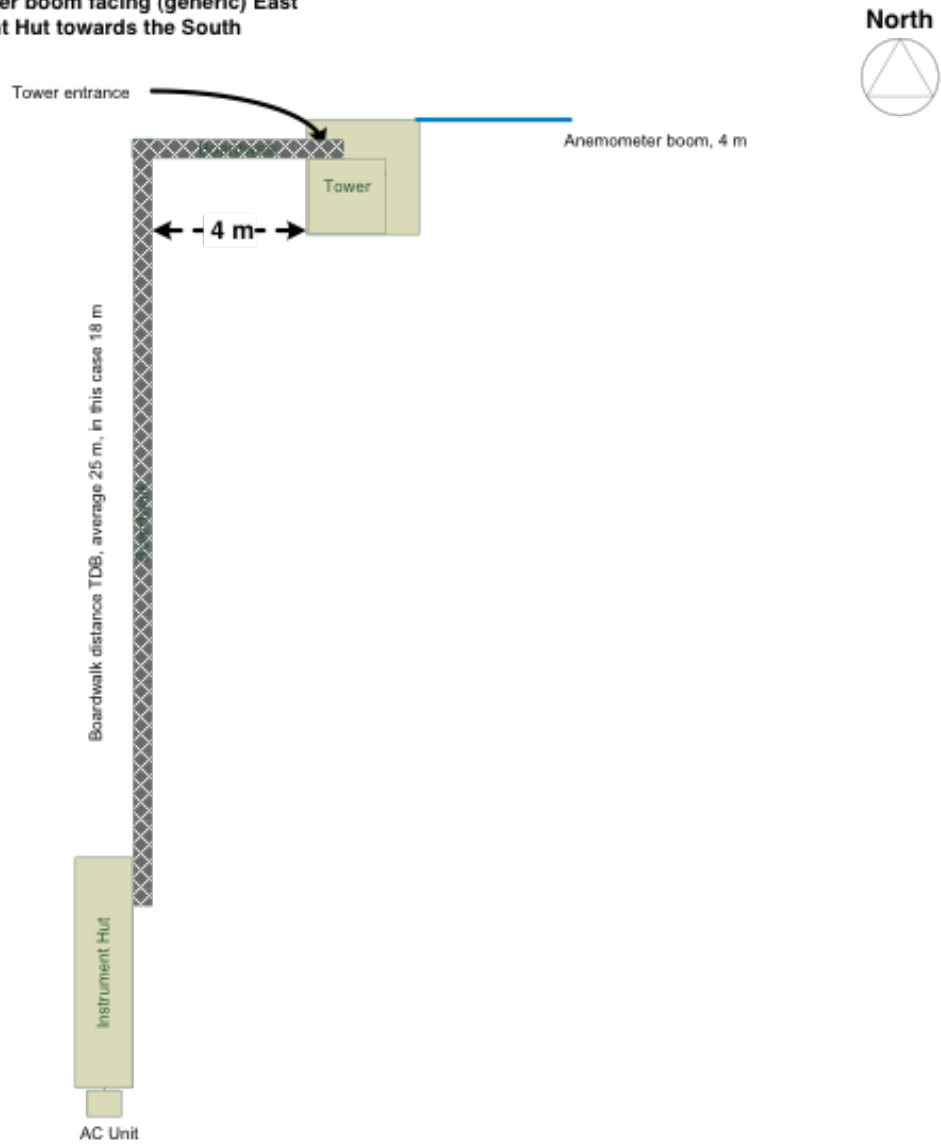 er boom facing (generic) East
t Hut towards the South
North
Tower entrance
Anemometer boom, 4 m
Tower
4 m
Boardwalk distance TDB, average 25 m, in this case 18 m
Instrument Hut
AC Unit